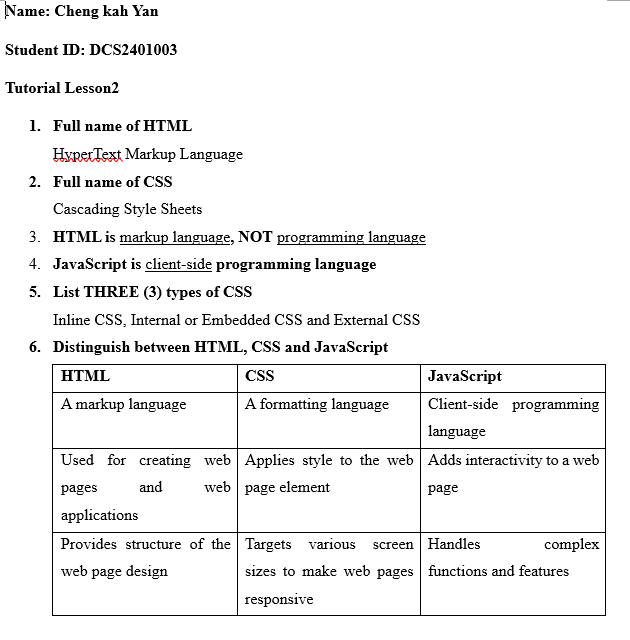 Name: Cheng kah Yan
Student ID: DCS2401003
Tutorial Lesson2
1. Full name of HTML
HyperText Markup Language
2. Full name of CSS
Cascading Style Sheets
3. HTML is markup language, NOT programming language
4. JavaScript is client-side programming language
5. List THREE (3) types of CSS
Inline CSS, Internal or Embedded CSS and External CSS
6. Distinguish between HTML, CSS and JavaScript
HTML CSS JavaScript
A markup language A formatting language Client-side programming
language
Used for creating web Applies style to the web Adds interactivity to a web
pages and web page element page
applications
Provides structure of the Targets various screen Handles complex
web page design sizes to make web pages functions and features
responsive